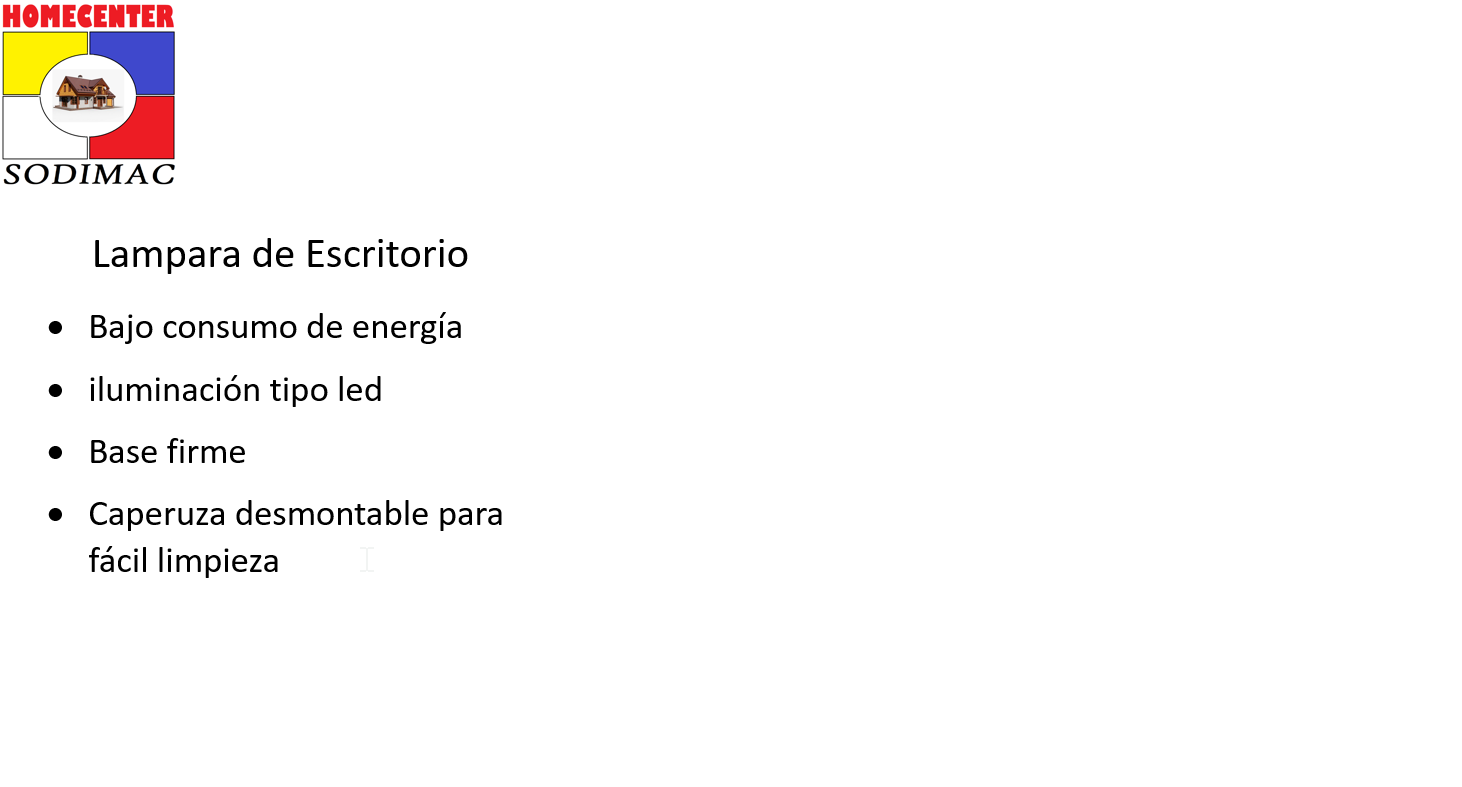 HOMECENTER
SODIMAC
Lampara de Escritorio
• Bajo consumo de energía
• iluminación tipo led
• Base firme
• Caperuza desmontable para
fácil limpieza